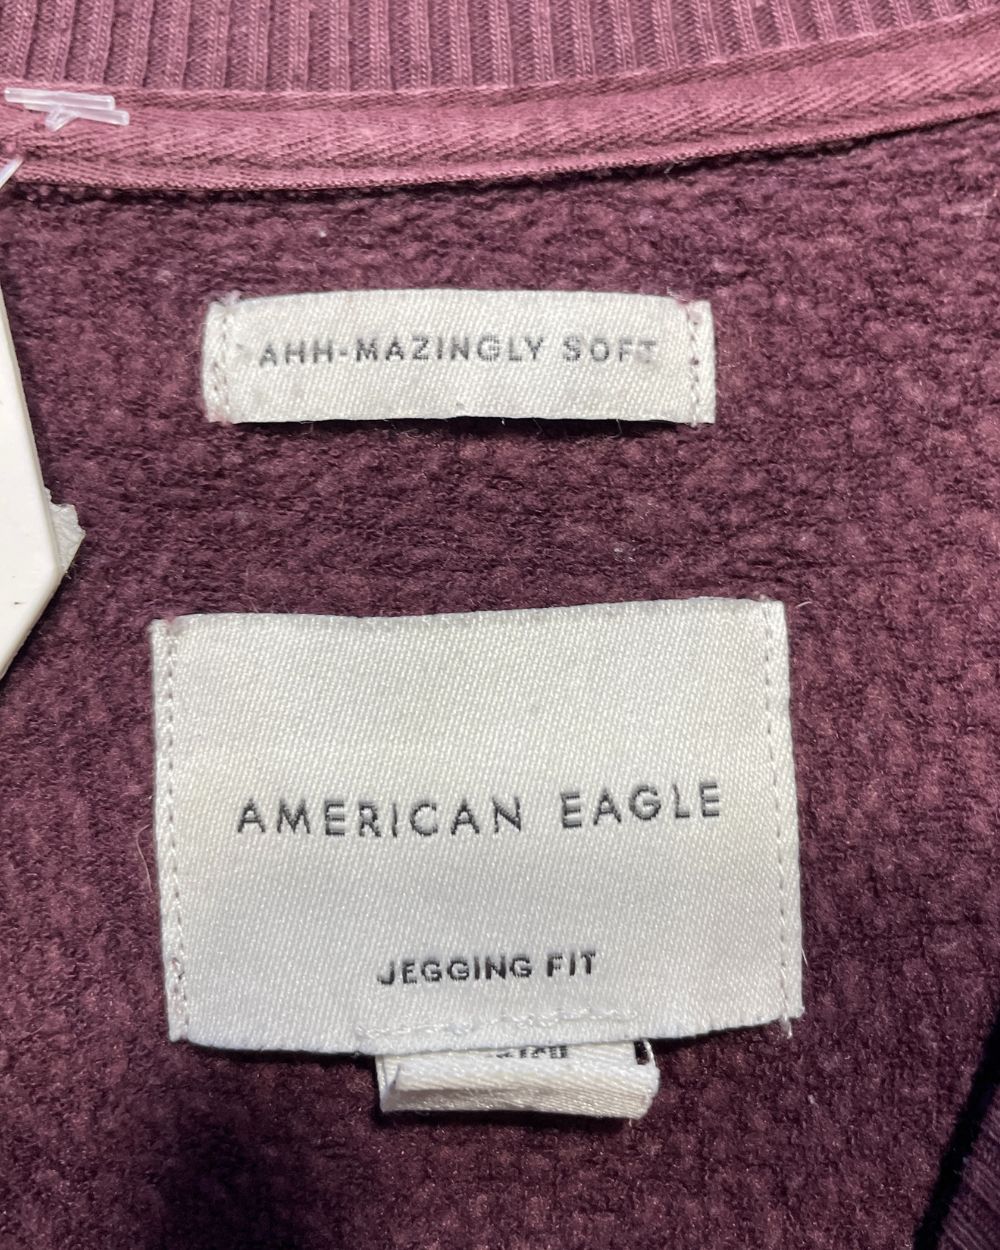 AHH-MAZINGLY SOFT
AMERICAN EAGLE
JEGGING FIT